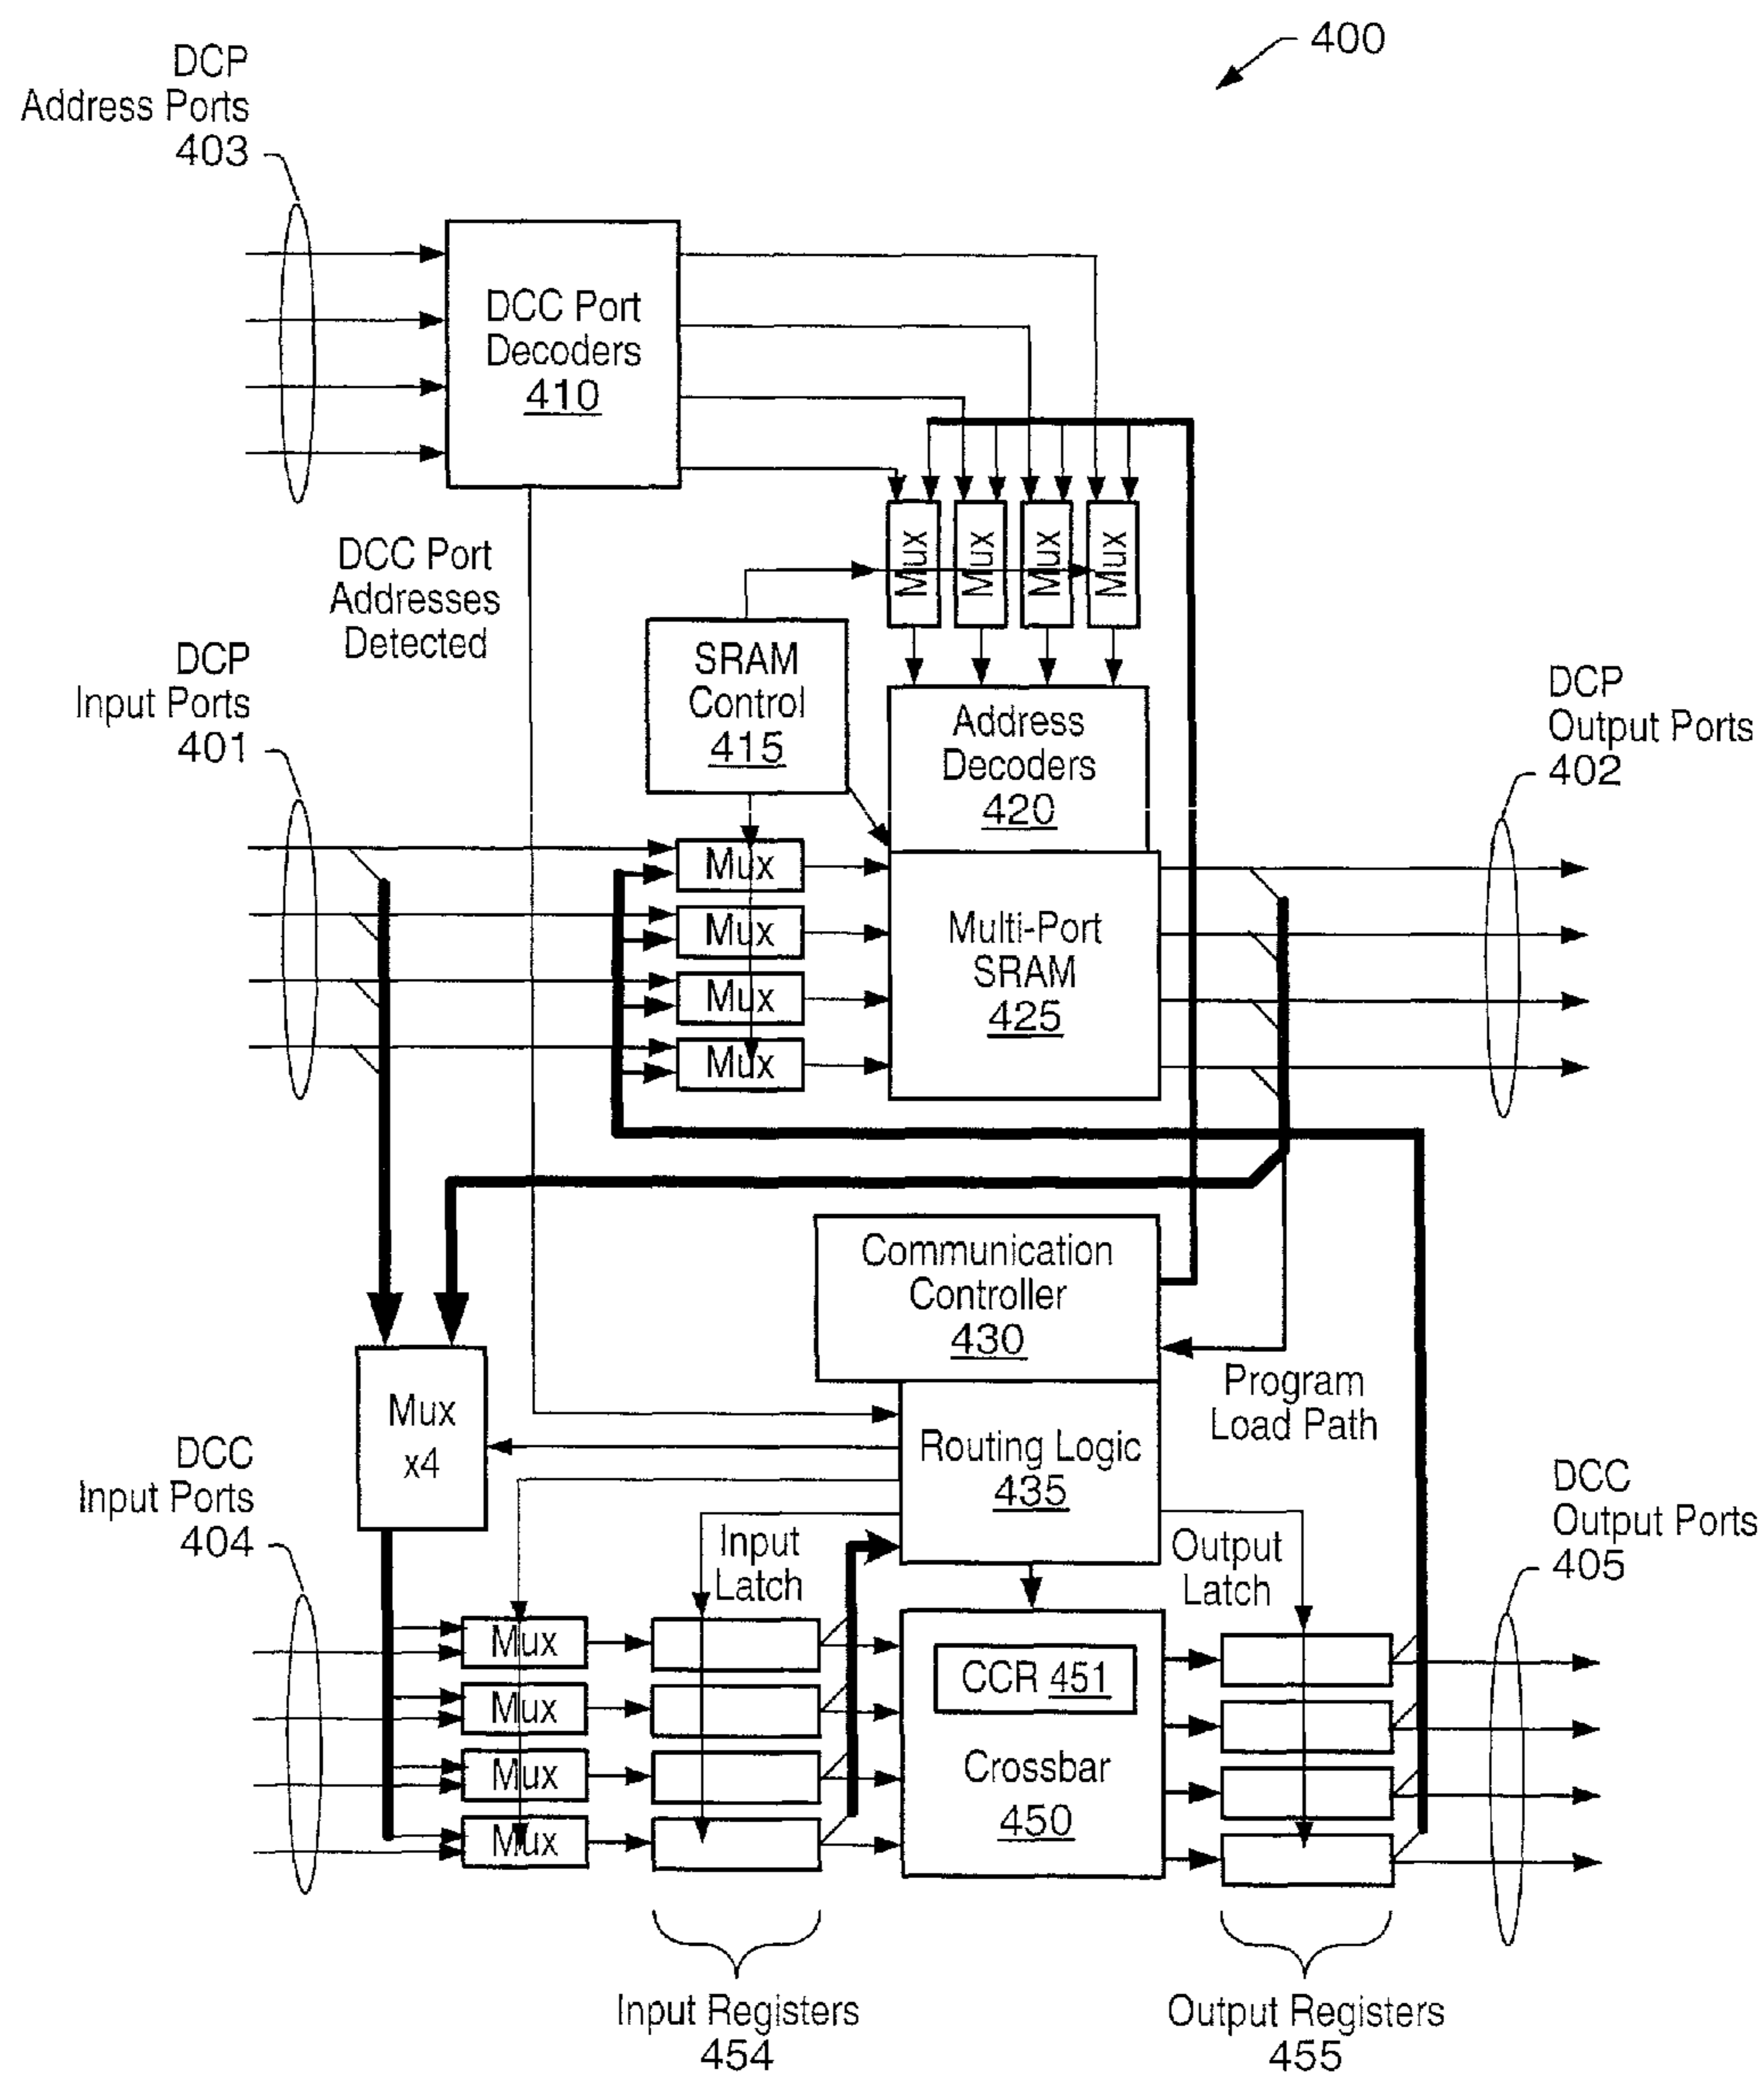 400
DCP
Address Ports
403
DCC Port
Decoders
410
DCC Port
Addresses
Detected
Mux
Mux
Mux
Mux
SRAM
Control
415
DCP
Input Ports
401
Address
Decoders
420
DCP
Output Ports
402
Mux
Mux
Mux
Mux
Multi-Port
SRAM
425
Communication
Controller
430
Program
Load Path
Mux
x4
Routing Logic
435
DCC
Input Ports
404
Input
Latch
Output
Latch
DCC
Output Ports
405
Mux
Mux
Mux
Mux
CCR 451
Crossbar
450
Input Registers
454
Output Registers
455